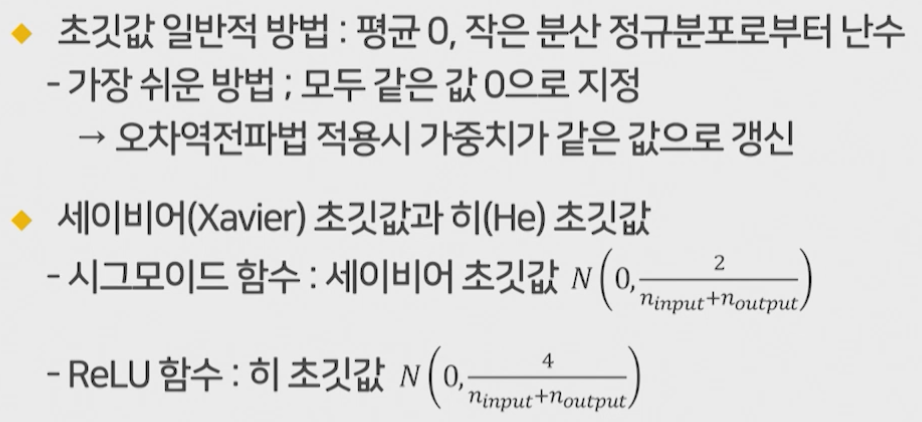 ◆ 초깃값 일반적 방법 : 평균 0, 작은 분산 정규분포로부터 난수
- 가장 쉬운 방법 ; 모두 같은 값 0으로 지정
→ 오차역전파법 적용시 가중치가 같은 값으로 갱신
◆ 세이비어(Xavier) 초깃값과 히(He) 초깃값
- 시그모이드 함수 : 세이비어 초깃값 $N\left(0, \frac{2}{n_{input}+n_{output}}\right)$
- ReLU 함수 : 히 초깃값 $N\left(0, \frac{4}{n_{input}+n_{output}}\right)$